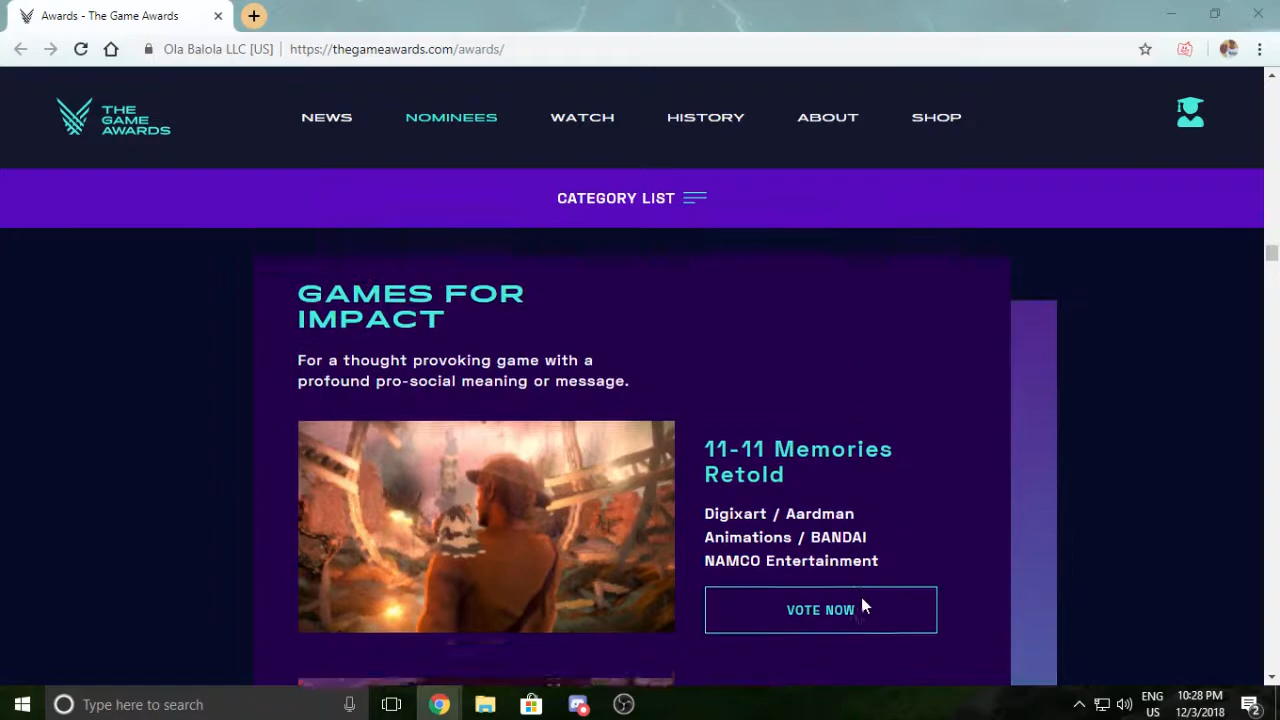 Awards - The Game Awards
Ola Balola LLC [US] https://thegameawards.com/awards/
THE
GAME
AWARDS
NEWS NOMINEES WATCH HISTORY ABOUT SHOP
CATEGORY LIST
GAMES FOR
IMPACT
For a thought provoking game with a
profound pro-social meaning or message.
11-11 Memories
Retold
Digixart / Aardman
Animations / BANDAI
NAMCO Entertainment
VOTE NOW
Type here to search
ENG
US
10:28 PM
12/3/2018
2